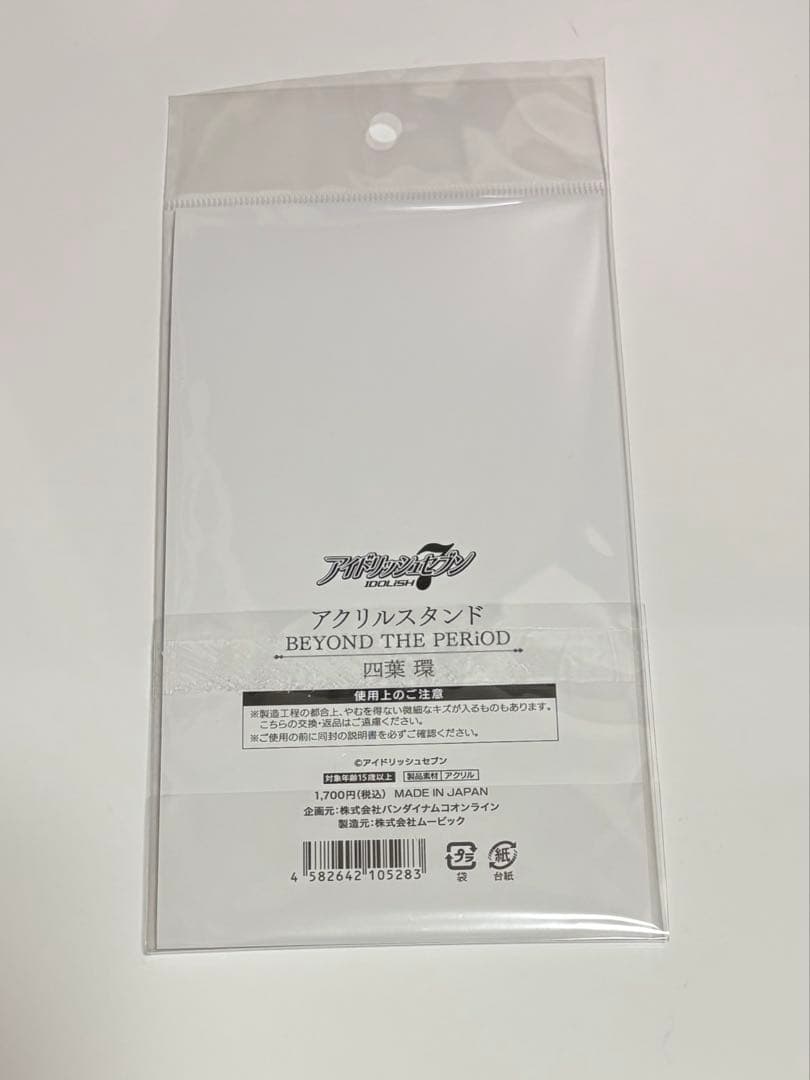 アイドリッシュセブン
7
IDOLiSH
アクリルスタンド
BEYOND THE PERiOD
四葉 環
使用上のご注意
※製造工程の都合上、やむを得ない微細なキズが入るものもあります。
こちらの交換・返品はご遠慮ください。
※ご使用の前に同封の説明書を必ずご確認ください。
©アイドリッシュセブン
対象年齢15歳以上 製品素材 アクリル
1,700円(税込) MADE IN JAPAN
企画元：株式会社バンダイナムコオンライン
製造元：株式会社ムービック
4 582642 105283
プラ 紙
袋 台紙